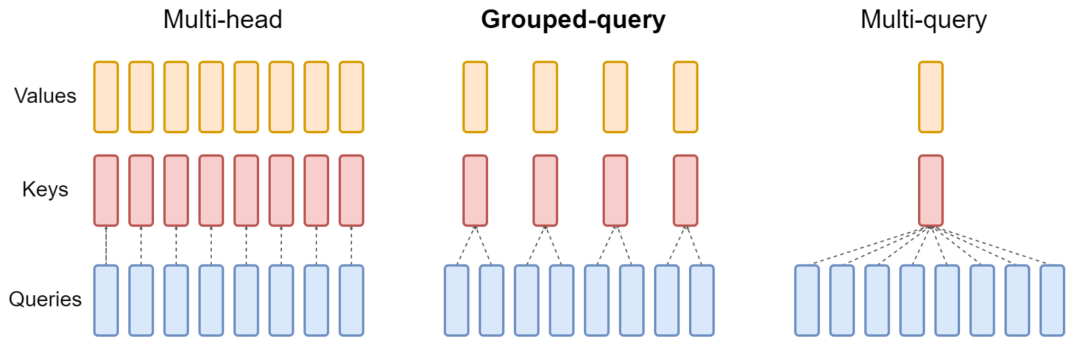 Multi-head
Grouped-query
Multi-query
Values
Keys
Queries